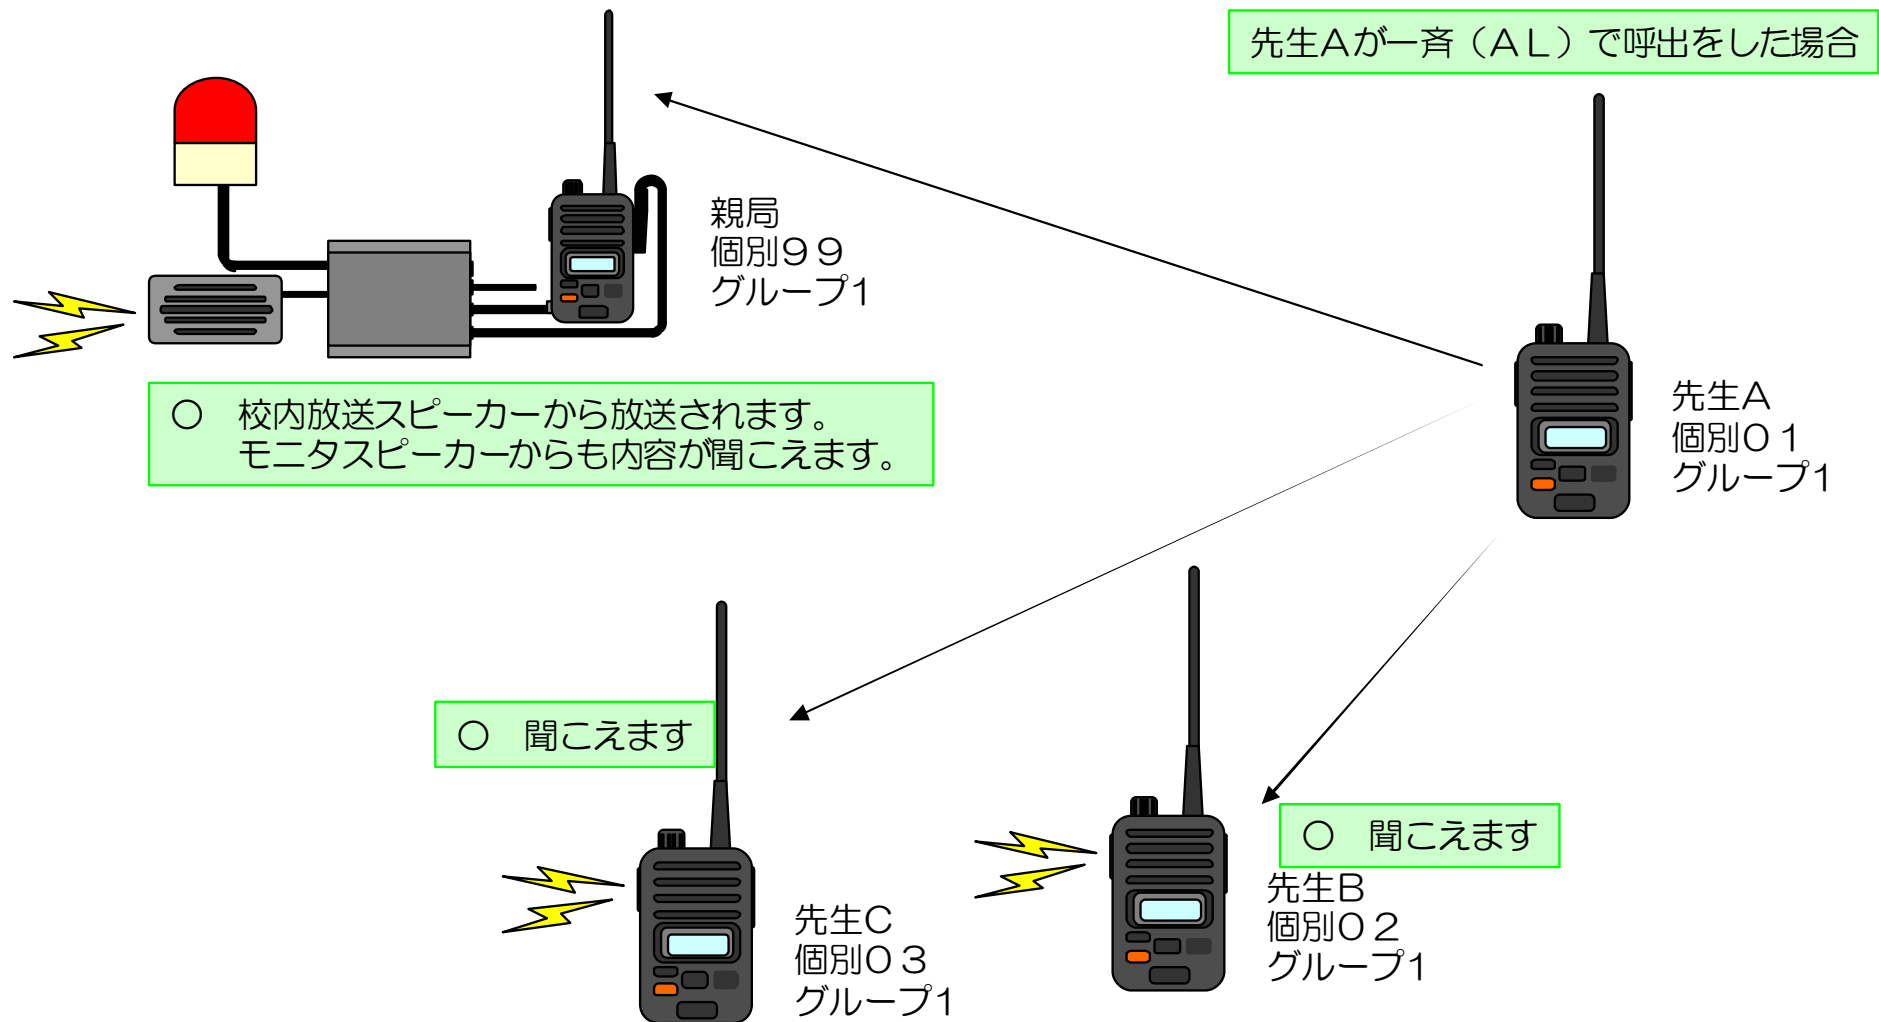 先生Aが一斉（ＡＬ）で呼出をした場合
親局
個別９９
グループ1
○　校内放送スピーカーから放送されます。
モニタスピーカーからも内容が聞こえます。
先生A
個別０１
グループ1
○　聞こえます
○　聞こえます
先生B
個別０２
グループ1
先生C
個別０３
グループ1